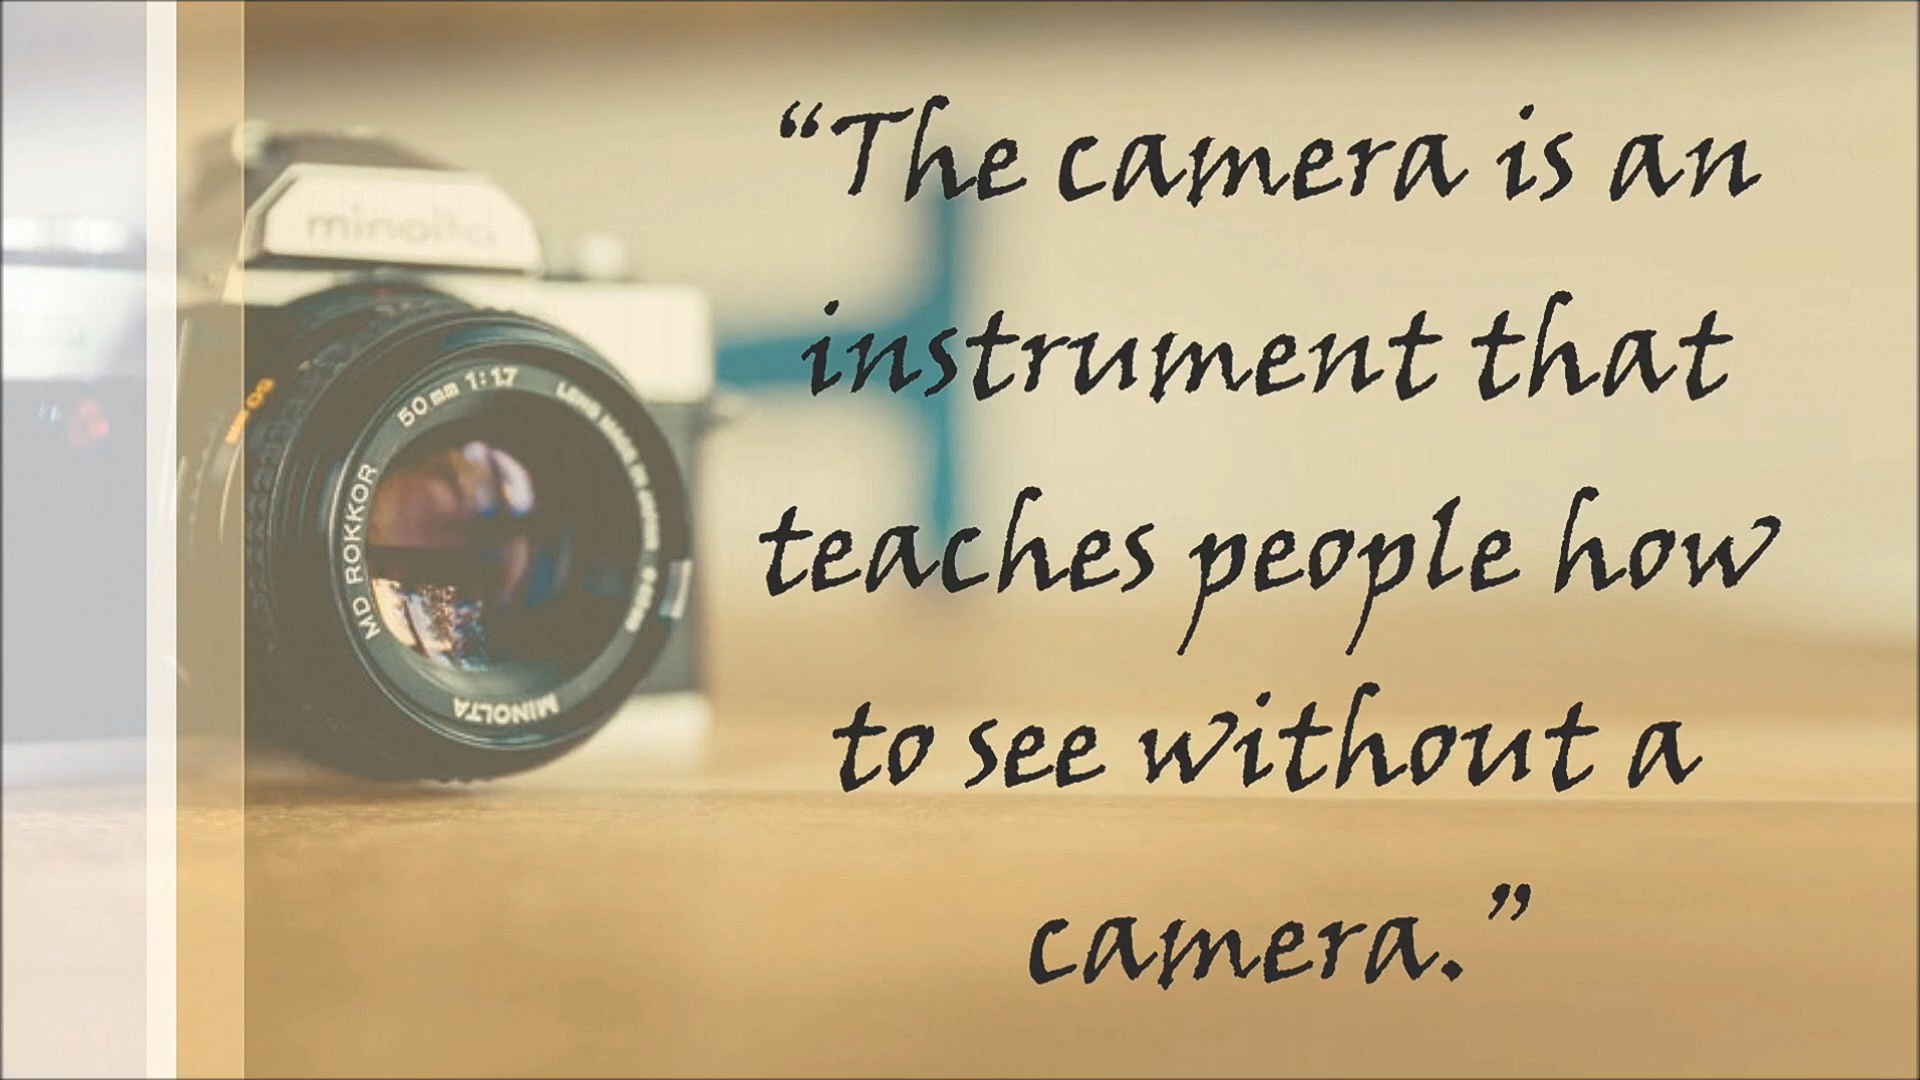 “The camera is an
instrument that
teaches people how
to see without a
camera.”
minolta
50mm 1:1.7
MD ROKKOR
MINOLTA